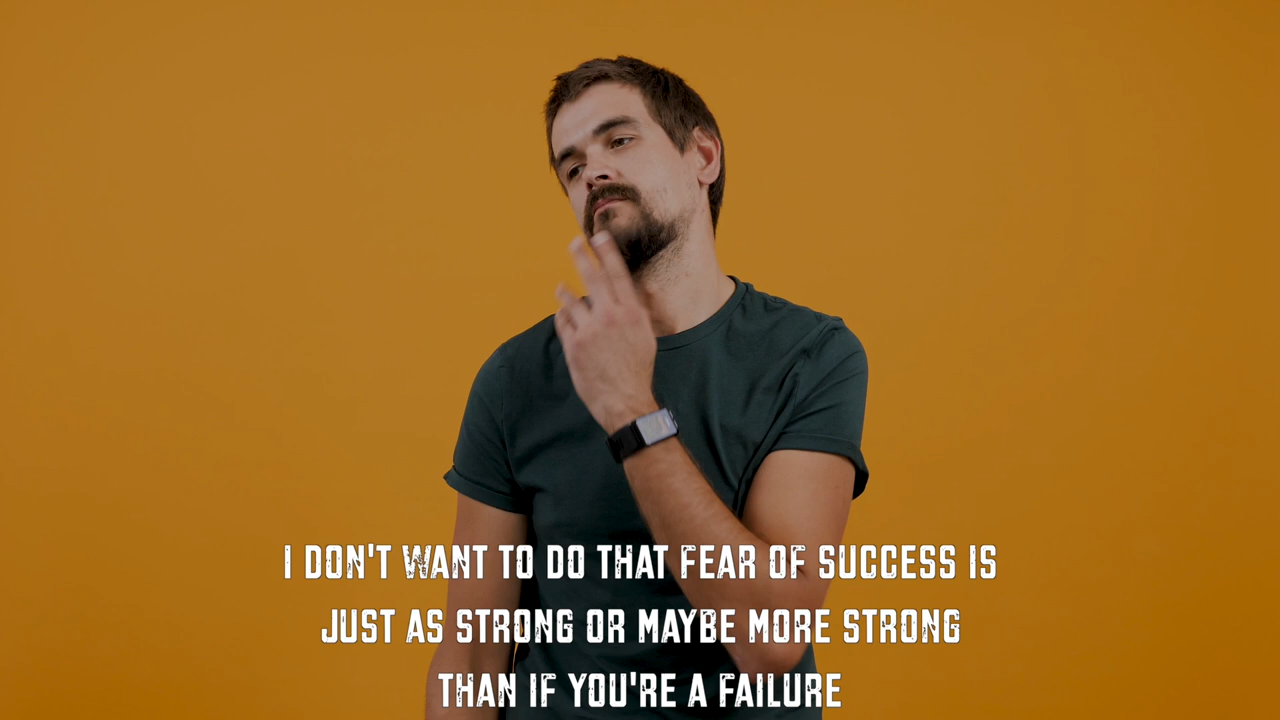 I DON'T WANT TO DO THAT FEAR OF SUCCESS IS
JUST AS STRONG OR MAYBE MORE STRONG
THAN IF YOU'RE A FAILURE